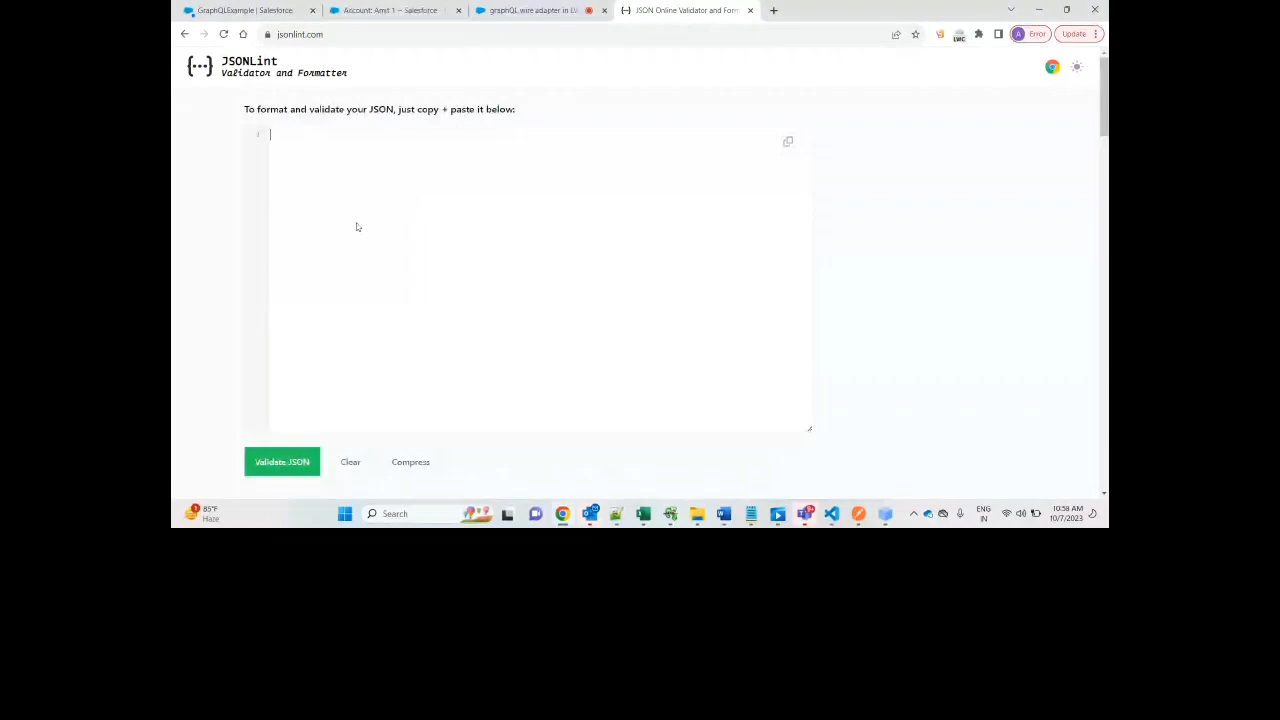 GraphQLExample | Salesforce
Account: Amit 1 ~ Salesforce
graphQL wire adapter in LW
JSON Online Validator and Form
jsonlint.com
LWC
A
Error
Update
JSONLint
Validator and Formatter
To format and validate your JSON, just copy + paste it below:
1
Validate JSON
Clear
Compress
85°F
Haze
Search
ENG
IN
10:58 AM
10/7/2023